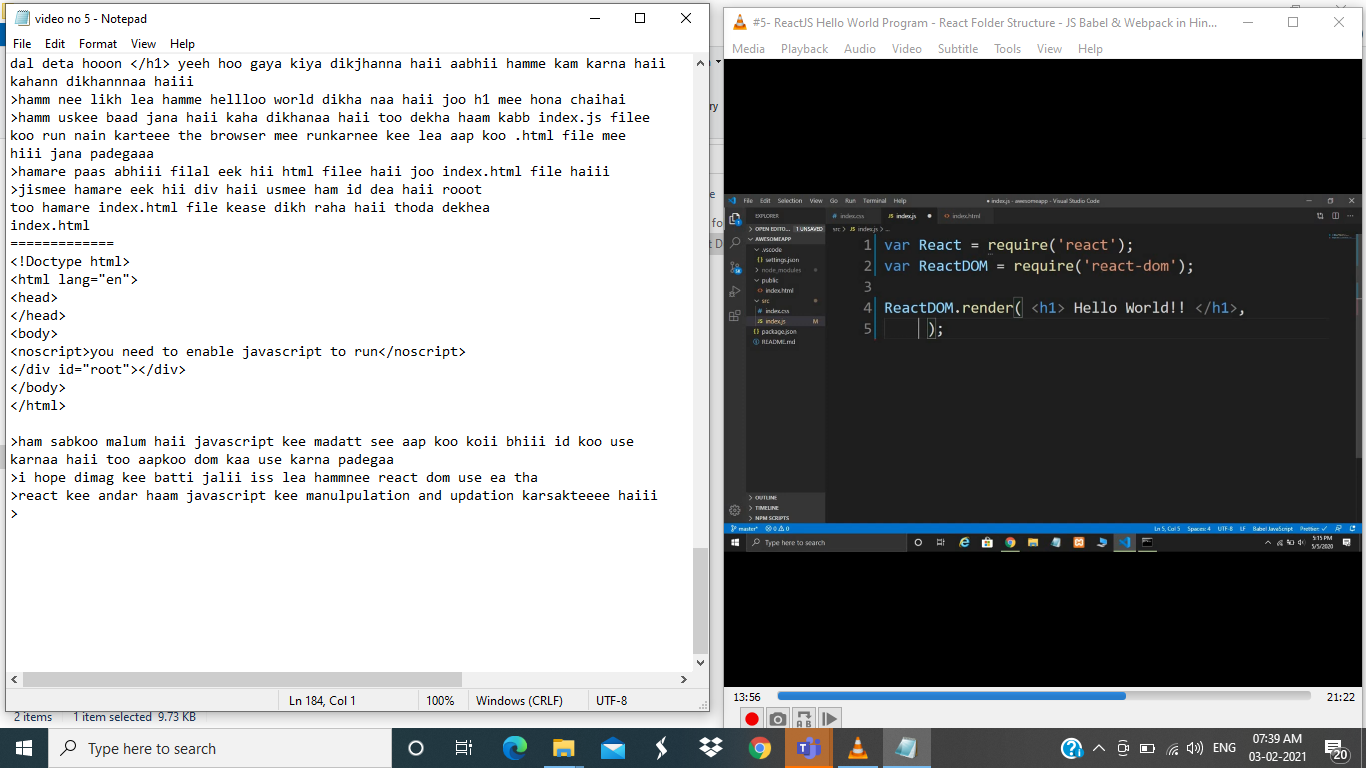 video no 5 - Notepad
File Edit Format View Help
dal deta hooon </h1> yeeh hoo gaya kiya dikjhanna haii aabhii hamme kam karna haii
kahann dikhannnaa haiii
>hamm nee likh lea hamme hellloo world dikha naa haii joo h1 mee hona chaihai
>hamm uskee baad jana haii kaha dikhanaa haii too dekha haam kabb index.js filee
koo run nain karteee the browser mee runkarnee kee lea aap koo .html file mee
hiii jana padegaaa
>hamare paas abhiii filal eek hii html filee haii joo index.html file haiii
>jismee hamare eek hii div haii usmee ham id dea haii rooot
too hamare index.html file kease dikh raha haii thoda dekhea
index.html
=============
<!Doctype html>
<html lang="en">
<head>
</head>
<body>
<noscript>you need to enable javascript to run</noscript>
</div id="root"></div>
</body>
</html>
>ham sabkoo malum haii javascript kee madatt see aap koo koii bhiii id koo use
karnaa haii too aapkoo dom kaa use karna padegaa
>i hope dimag kee batti jalii iss lea hammnee react dom use ea tha
>react kee andar haam javascript kee manulpulation and updation karsakteeee haiii
>
Ln 184, Col 1 100% Windows (CRLF) UTF-8
2 items 1 item selected 9.73 KB
#5- ReactJS Hello World Program - React Folder Structure - JS Babel & Webpack in Hin...
Media Playback Audio Video Subtitle Tools View Help
File Edit Selection View Go Run Terminal Help
● index.js - awesomeapp - Visual Studio Code
EXPLORER
index.css JS index.js ● index.html
OPEN EDITO... 1 UNSAVED
src > JS index.js > ...
AWESOMEAPP
.vscode
settings.json
node_modules
public
index.html
src
index.css
JS index.js M
package.json
README.md
1 var React = require('react');
2 var ReactDOM = require('react-dom');
3
4 ReactDOM.render( <h1> Hello World!! </h1>,
5 );
OUTLINE
TIMELINE
NPM SCRIPTS
master* 0 0 Ln 5, Col 5 Spaces: 4 UTF-8 LF Babel JavaScript Prettier: ✓
Type here to search
5:15 PM
5/5/2020
13:56 21:22
Type here to search
ENG
07:39 AM
03-02-2021
20